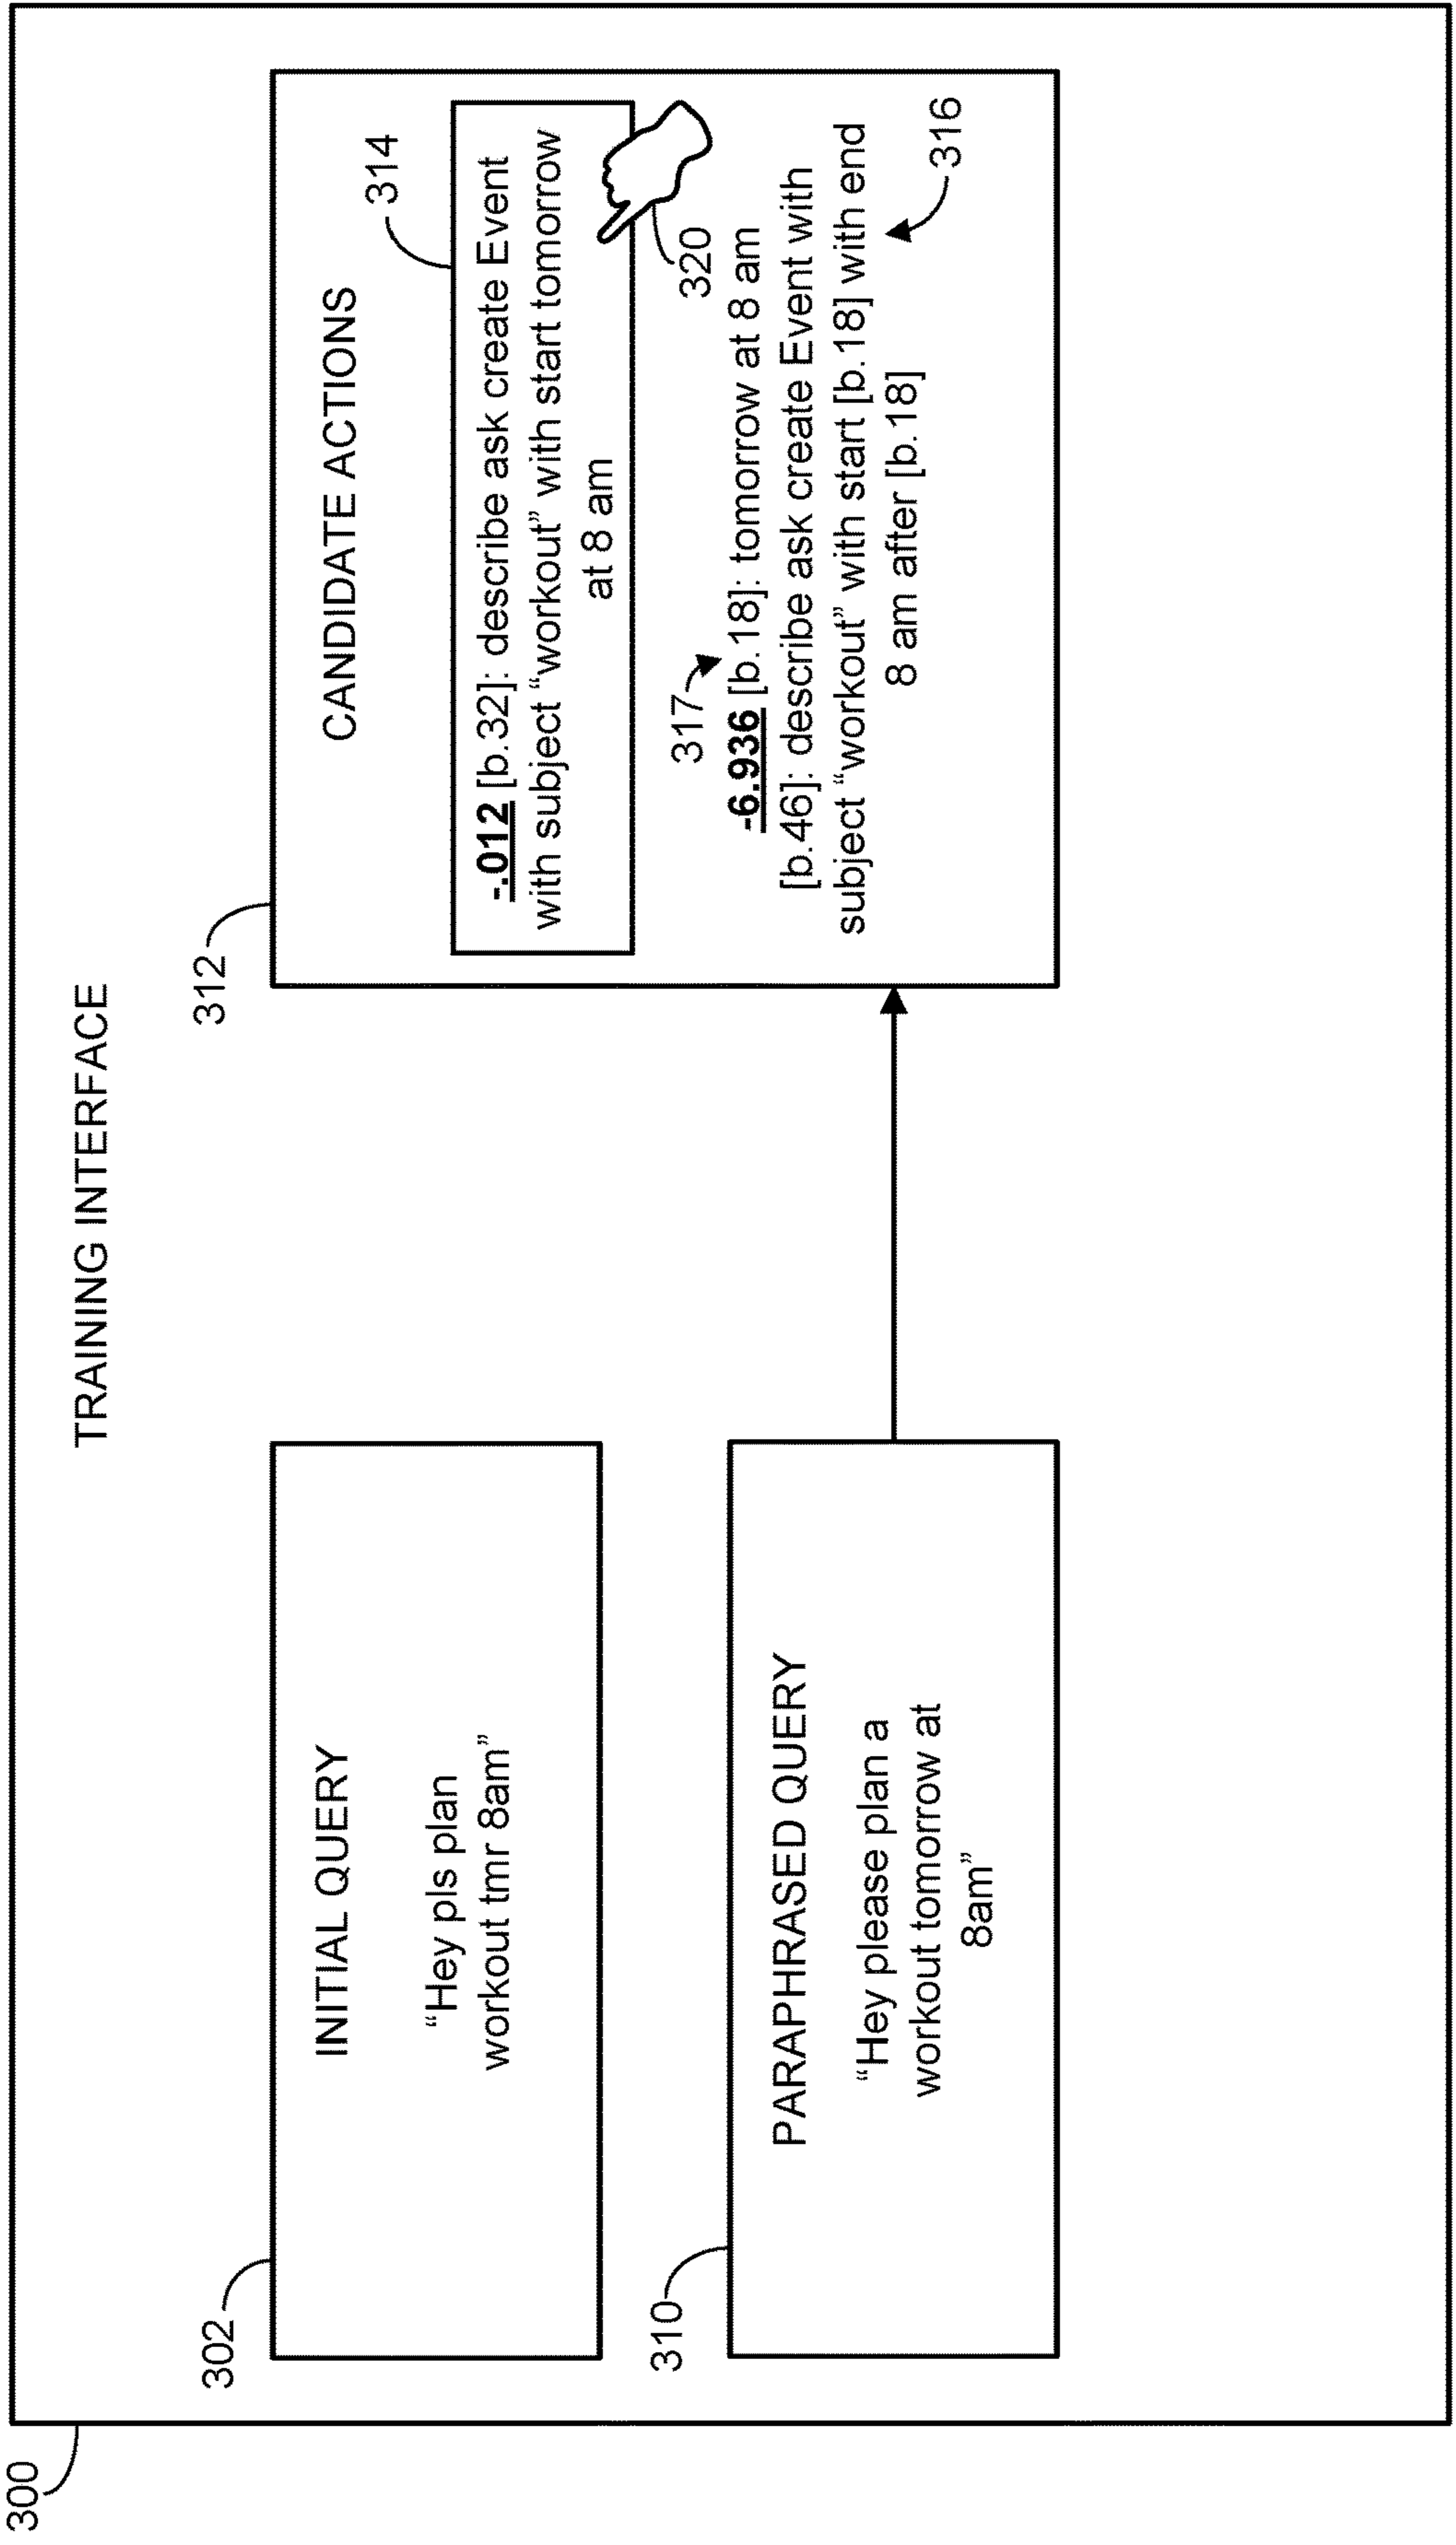 300
TRAINING INTERFACE
302
INITIAL QUERY
“Hey pls plan
workout tmr 8am”
310
PARAPHRASED QUERY
“Hey please plan a
workout tomorrow at
8am”
312
CANDIDATE ACTIONS
314
-.012 [b.32]: describe ask create Event
with subject “workout” with start tomorrow
at 8 am
320
317
-6.936 [b.18]: tomorrow at 8 am
[b.46]: describe ask create Event with
subject “workout” with start [b.18] with end
8 am after [b.18]
316